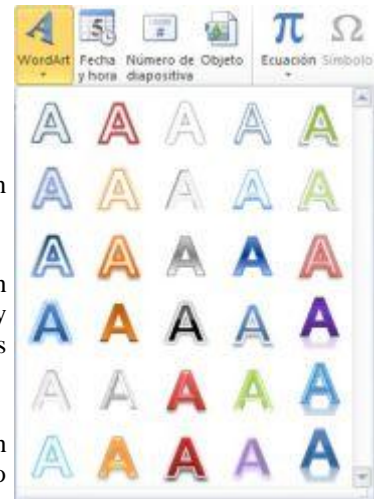 WordArt Fecha y hora Número de diapositiva Objeto Ecuación Símbolo
A A A A A
A A A A A
A A A A A
A A A A A
A A A A A
A A A A A
n
n
y
s
n
o